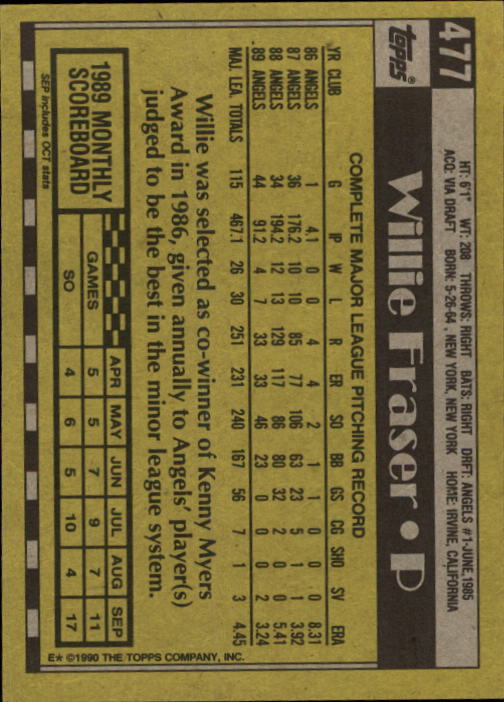 477
Topps®
HT: 6'1" WT: 208 THROWS: RIGHT BATS: RIGHT DRFT: ANGELS #1-JUNE, 1985
ACQ: VIA DRAFT BORN: 5-26-64, NEW YORK, NEW YORK HOME: IRVINE, CALIFORNIA
Willie Fraser • P
COMPLETE MAJOR LEAGUE PITCHING RECORD
YR CLUB G IP W L R ER SO BB GS CG SHO SV ERA
86 ANGELS 1 4.1 0 0 4 4 2 1 1 0 0 0 8.31
87 ANGELS 36 176.2 10 10 85 77 106 63 23 5 1 1 3.92
88 ANGELS 34 194.2 12 13 129 117 86 80 32 2 0 0 5.41
89 ANGELS 44 91.2 4 7 33 33 46 23 0 0 0 2 3.24
MAJ. LEA. TOTALS 115 467.1 26 30 251 231 240 167 56 7 1 3 4.45
Willie was selected as co-winner of Kenny Myers
Award in 1986, given annually to Angels' player(s)
judged to be the best in the minor league system.
1989 MONTHLY
SCOREBOARD
APR MAY JUN JUL AUG SEP
GAMES 5 5 7 9 7 11
SO 4 6 5 10 4 17
SEP includes OCT stats
E* ©1990 THE TOPPS COMPANY, INC.